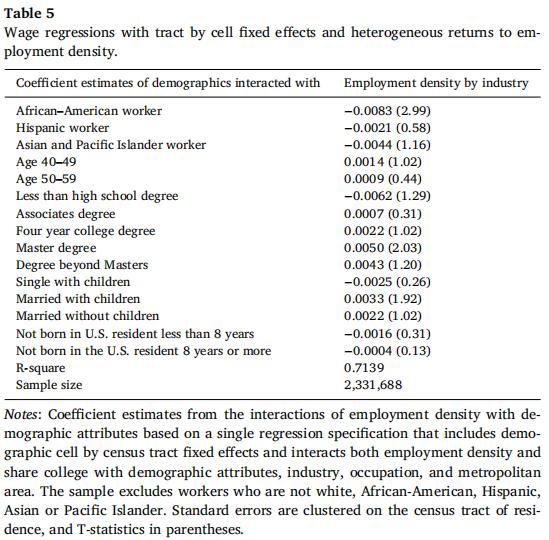 Table 5
Wage regressions with tract by cell fixed effects and heterogeneous returns to em-
ployment density.
Coefficient estimates of demographics interacted with Employment density by industry
African–American worker −0.0083 (2.99)
Hispanic worker −0.0021 (0.58)
Asian and Pacific Islander worker −0.0044 (1.16)
Age 40–49 0.0014 (1.02)
Age 50–59 0.0009 (0.44)
Less than high school degree −0.0062 (1.29)
Associates degree 0.0007 (0.31)
Four year college degree 0.0022 (1.02)
Master degree 0.0050 (2.03)
Degree beyond Masters 0.0043 (1.20)
Single with children −0.0025 (0.26)
Married with children 0.0033 (1.92)
Married without children 0.0022 (1.02)
Not born in U.S. resident less than 8 years −0.0016 (0.31)
Not born in the U.S. resident 8 years or more −0.0004 (0.13)
R-square 0.7139
Sample size 2,331,688
Notes: Coefficient estimates from the interactions of employment density with de-
mographic attributes based on a single regression specification that includes demo-
graphic cell by census tract fixed effects and interacts both employment density and
share college with demographic attributes, industry, occupation, and metropolitan
area. The sample excludes workers who are not white, African-American, Hispanic,
Asian or Pacific Islander. Standard errors are clustered on the census tract of resi-
dence, and T-statistics in parentheses.